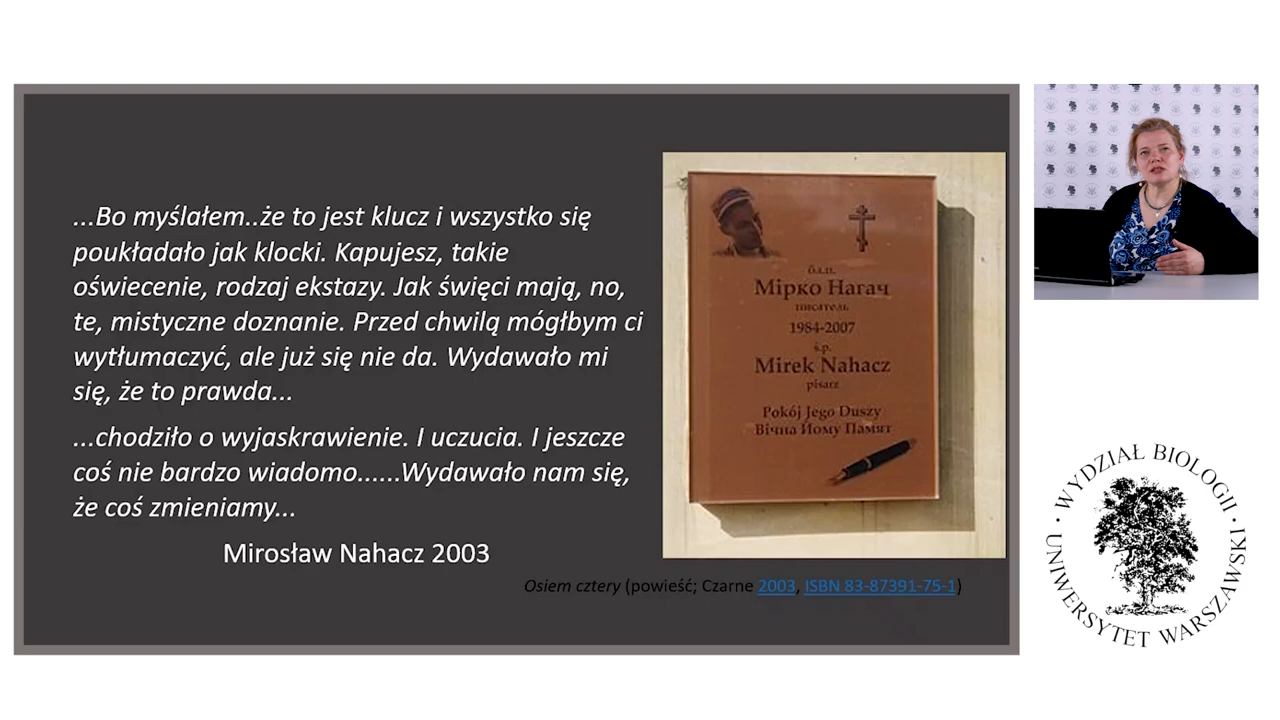 ...Bo myślałem..że to jest klucz i wszystko się
poukładało jak klocki. Kapujesz, takie
oświecenie, rodzaj ekstazy. Jak święci mają, no,
te, mistyczne doznanie. Przed chwilą mógłbym ci
wytłumaczyć, ale już się nie da. Wydawało mi
się, że to prawda...
...chodziło o wyjaskrawienie. I uczucia. I jeszcze
coś nie bardzo wiadomo......Wydawało nam się,
że coś zmieniamy...
Mirosław Nahacz 2003
б.п.
Мірко Нагач
писатель
1984-2007
ś.p.
Mirek Nahacz
pisarz
Pokój Jego Duszy
Вічна Йому Памят
Osiem cztery (powieść; Czarne 2003, ISBN 83-87391-75-1)
WYDZIAŁ BIOLOGII
UNIWERSYTET WARSZAWSKI